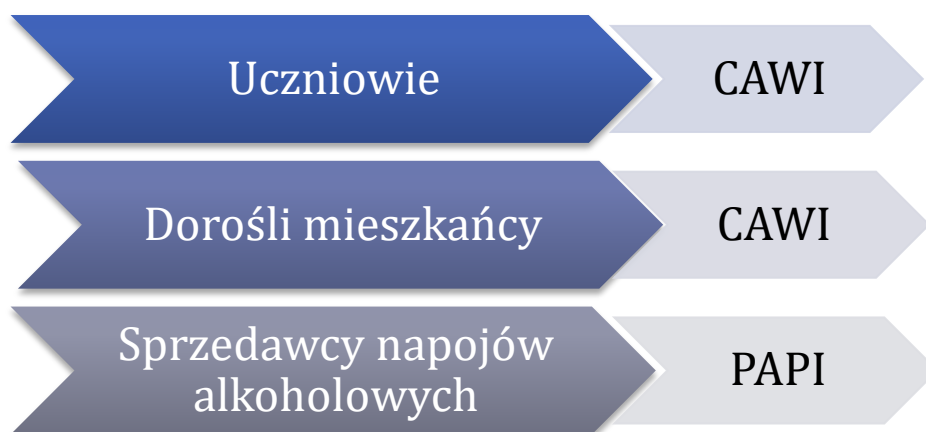 Uczniowie
CAWI
Dorośli mieszkańcy
CAWI
Sprzedawcy napojów
alkoholowych
PAPI